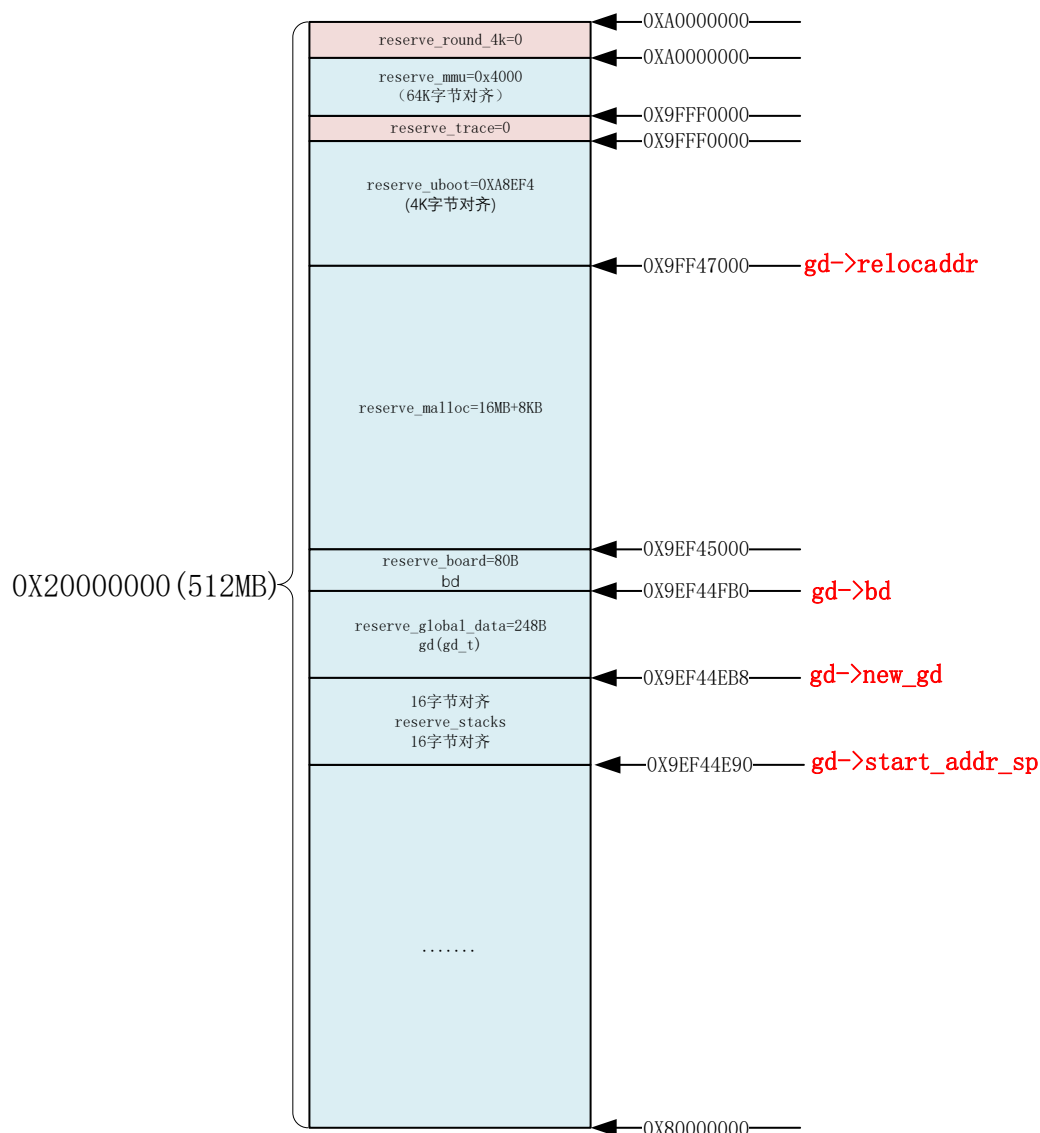 0XA0000000
reserve_round_4k=0
0XA0000000
reserve_mmu=0x4000
（64K字节对齐）
0X9FFF0000
reserve_trace=0
0X9FFF0000
reserve_uboot=0XA8EF4
(4K字节对齐)
0X9FF47000 gd->relocaddr
reserve_malloc=16MB+8KB
0X9EF45000
reserve_board=80B
bd
0X20000000(512MB)
0X9EF44FB0 gd->bd
reserve_global_data=248B
gd(gd_t)
0X9EF44EB8 gd->new_gd
16字节对齐
reserve_stacks
16字节对齐
0X9EF44E90 gd->start_addr_sp
.......
0X80000000